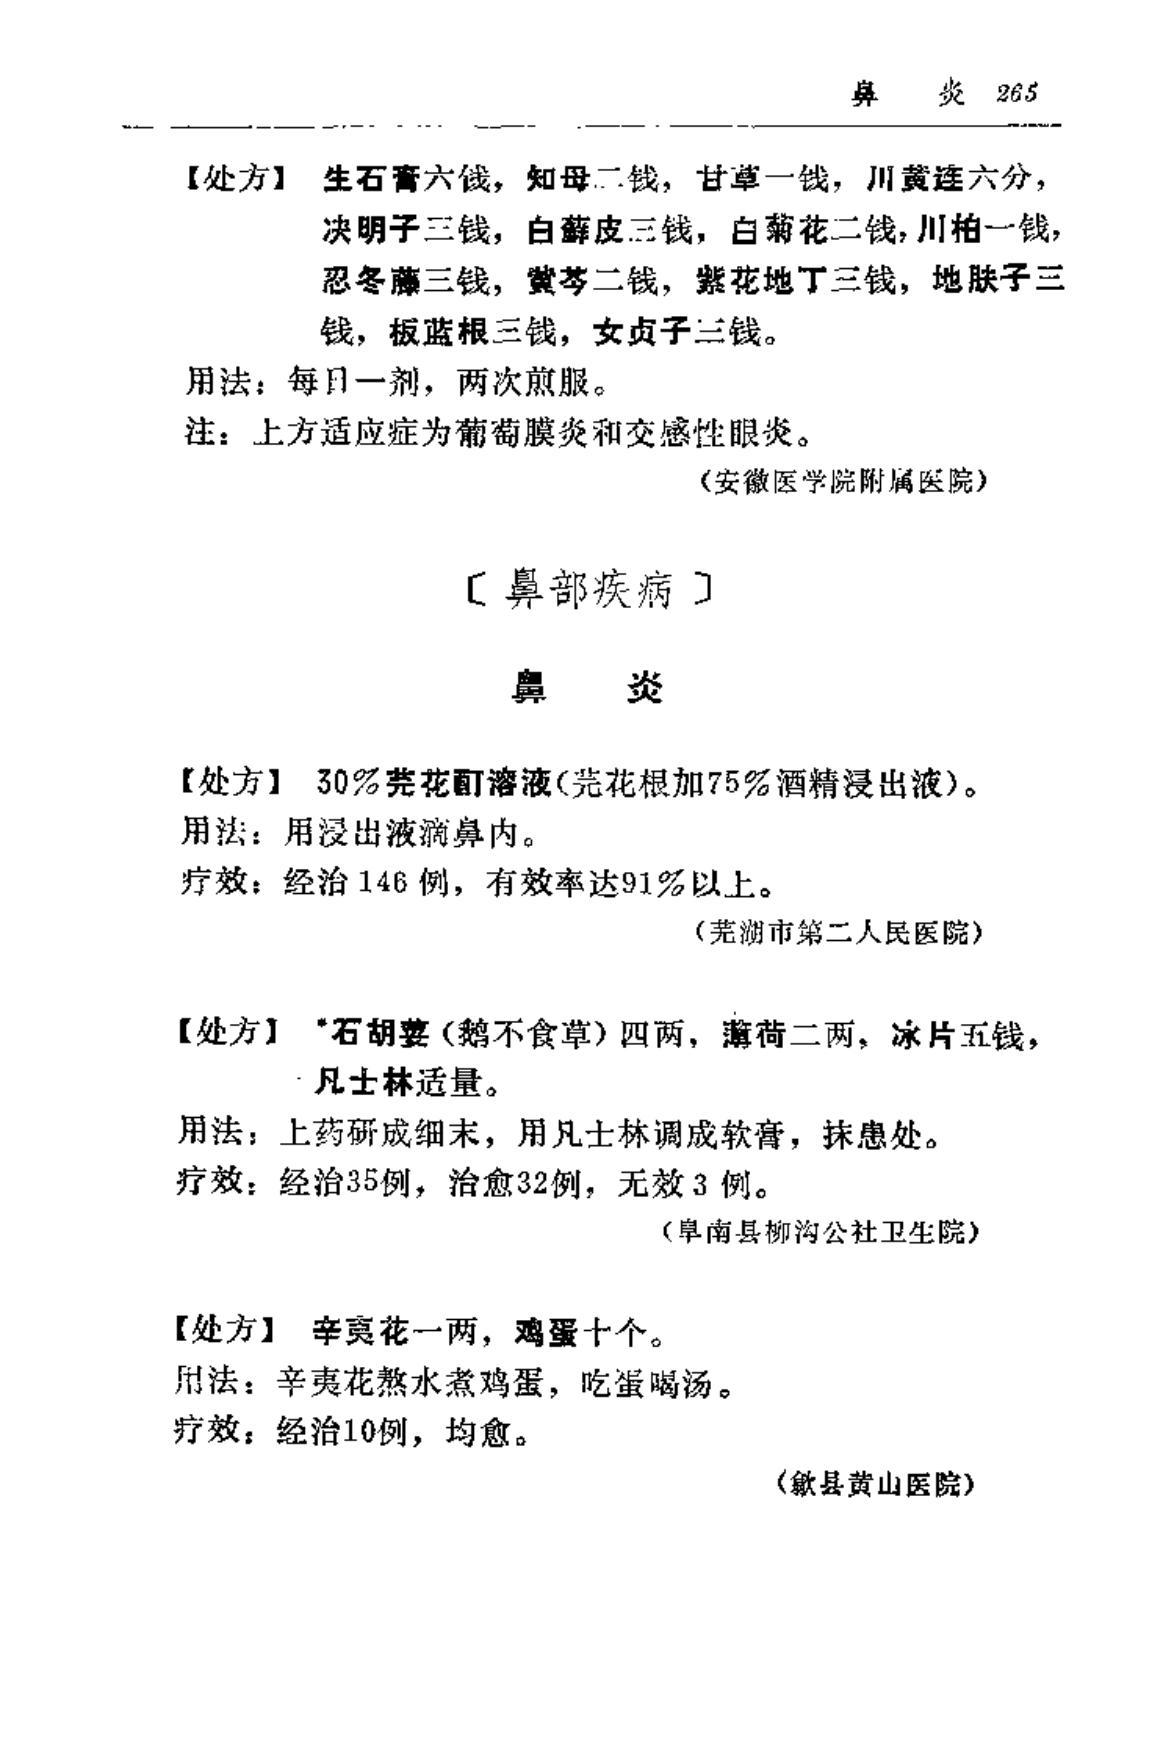 鼻 炎 265
【处方】 生石膏六钱，知母二钱，甘草一钱，川黄连六分，
决明子三钱，白藓皮三钱，白菊花二钱，川柏一钱，
忍冬藤三钱，黄芩二钱，紫花地丁三钱，地肤子三
钱，板蓝根三钱，女贞子三钱。
用法：每日一剂，两次煎服。
注：上方适应症为葡萄膜炎和交感性眼炎。
（安徽医学院附属医院）
〔鼻部疾病〕
鼻 炎
【处方】 30%芫花酊溶液（芫花根加75%酒精浸出液）。
用法：用浸出液滴鼻内。
疗效：经治146例，有效率达91%以上。
（芜湖市第二人民医院）
【处方】 *石胡荽（鹅不食草）四两，薄荷二两，冰片五钱，
凡士林适量。
用法：上药研成细末，用凡士林调成软膏，抹患处。
疗效：经治35例，治愈32例，无效3例。
（阜南县柳沟公社卫生院）
【处方】 辛夷花一两，鸡蛋十个。
用法：辛夷花熬水煮鸡蛋，吃蛋喝汤。
疗效：经治10例，均愈。
（歙县黄山医院）